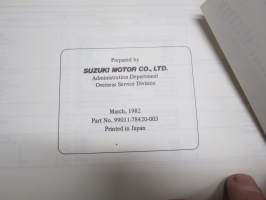 Prepared by
SUZUKI MOTOR CO., LTD.
Administration Department
Overseas Service Division
March, 1982
Part No. 99011-78420-003
Printed in Japan